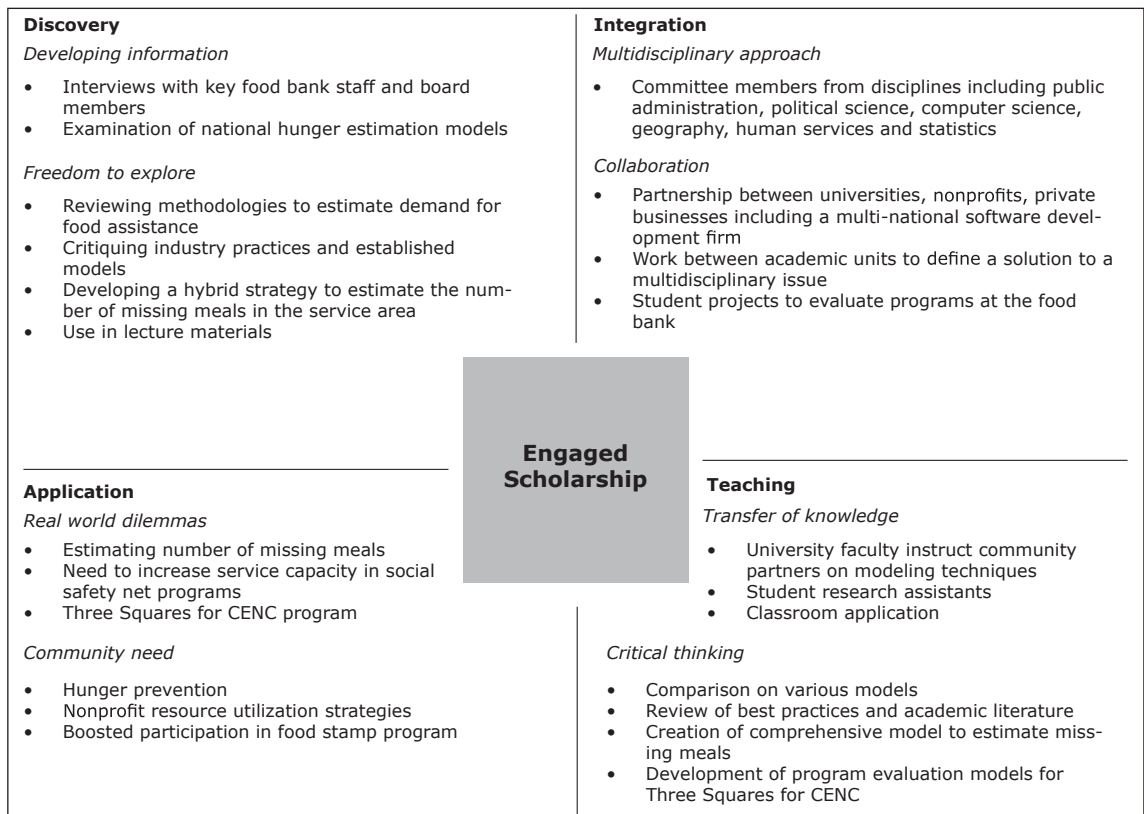 Discovery
Developing information
• Interviews with key food bank staff and board
members
• Examination of national hunger estimation models
Freedom to explore
• Reviewing methodologies to estimate demand for
food assistance
• Critiquing industry practices and established
models
• Developing a hybrid strategy to estimate the num-
ber of missing meals in the service area
• Use in lecture materials
Integration
Multidisciplinary approach
• Committee members from disciplines including public
administration, political science, computer science,
geography, human services and statistics
Collaboration
• Partnership between universities, nonprofits, private
businesses including a multi-national software devel-
opment firm
• Work between academic units to define a solution to a
multidisciplinary issue
• Student projects to evaluate programs at the food
bank
Engaged
Scholarship
Application
Real world dilemmas
• Estimating number of missing meals
• Need to increase service capacity in social
safety net programs
• Three Squares for CENC program
Community need
• Hunger prevention
• Nonprofit resource utilization strategies
• Boosted participation in food stamp program
Teaching
Transfer of knowledge
• University faculty instruct community
partners on modeling techniques
• Student research assistants
• Classroom application
Critical thinking
• Comparison on various models
• Review of best practices and academic literature
• Creation of comprehensive model to estimate miss-
ing meals
• Development of program evaluation models for
Three Squares for CENC